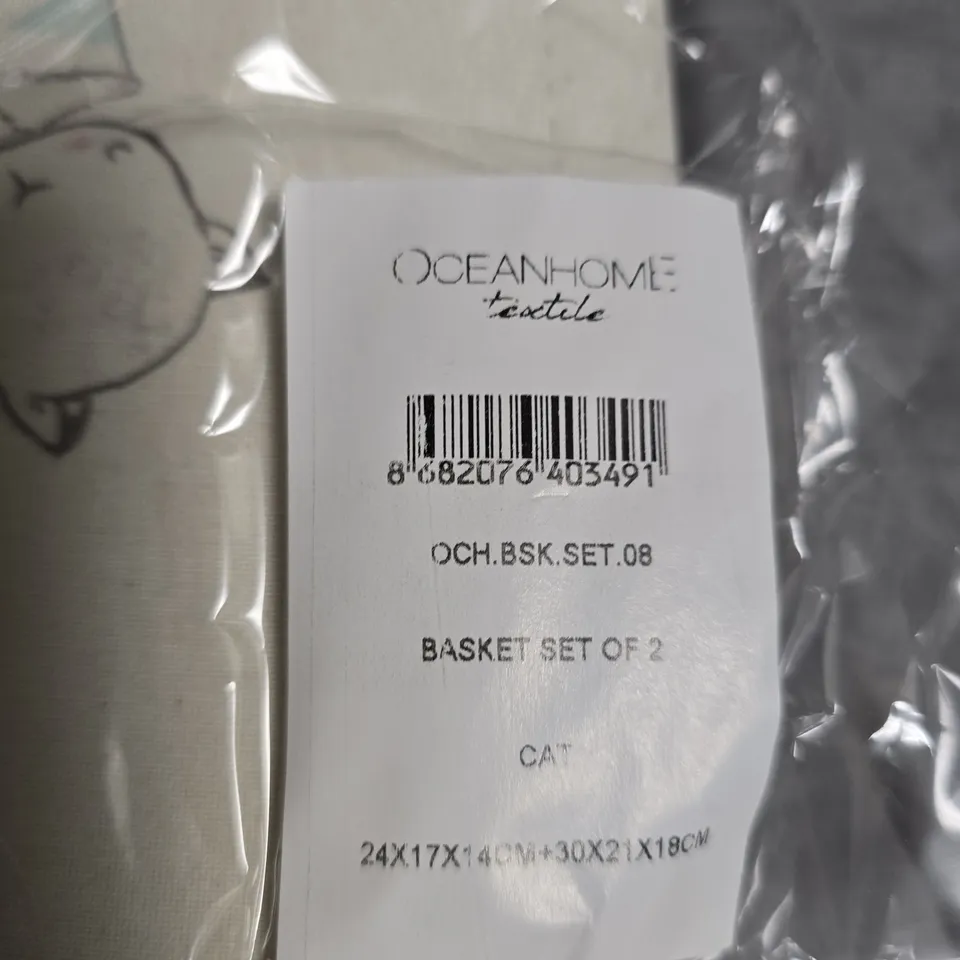 OCEANHOME
textile
8 682076 403491
OCH.BSK.SET.08
BASKET SET OF 2
CAT
24X17X14CM+30X21X18CM